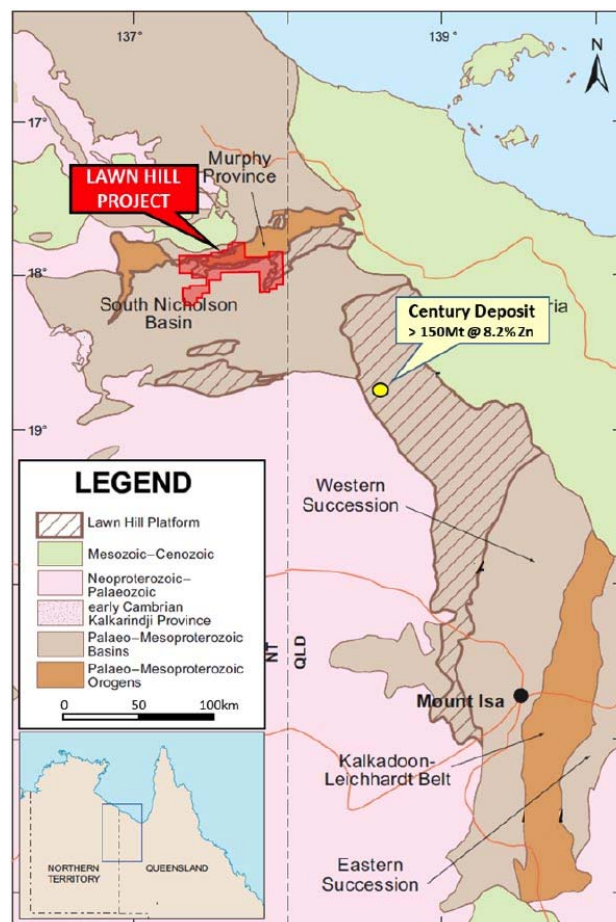 137°
139°
N
17°
Murphy
Province
LAWN HILL
PROJECT
18°
South Nicholson
Basin
Century Deposit
> 150Mt @ 8.2% Zn
ria
19°
Western
Succession
LEGEND
Lawn Hill Platform
Mesozoic–Cenozoic
Neoproterozoic–
Palaeozoic
early Cambrian
Kalkarindji Province
Palaeo–Mesoproterozoic
Basins
Palaeo–Mesoproterozoic
Orogens
0 50 100km
NT
QLD
Mount Isa
Kalkadoon–
Leichhardt Belt
Eastern
Succession
NORTHERN
TERRITORY
QUEENSLAND